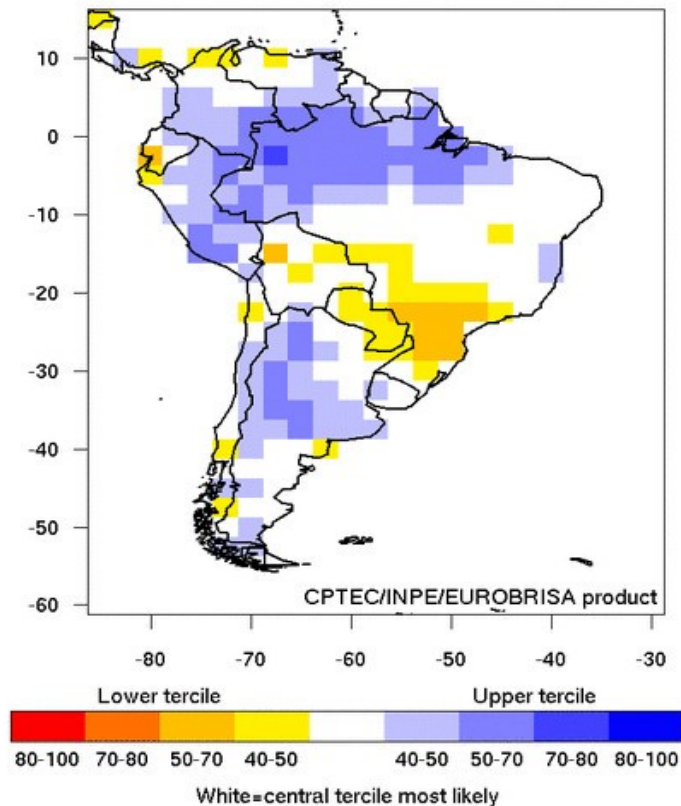 10
0
-10
-20
-30
-40
-50
-60
CPTEC/INPE/EUROBRISA product
-80 -70 -60 -50 -40 -30
Lower tercile Upper tercile
80-100 70-80 50-70 40-50 40-50 50-70 70-80 80-100
White=central tercile most likely